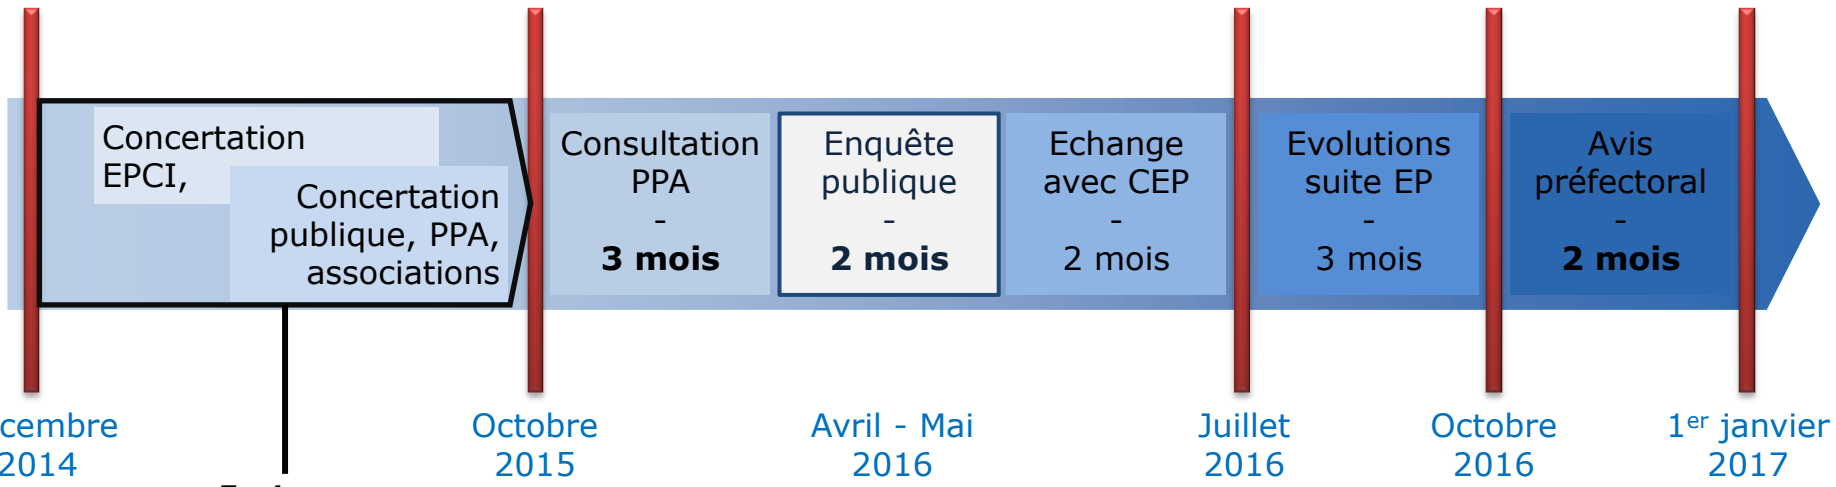 Concertation
EPCI,
Concertation
publique, PPA,
associations
Consultation
PPA
-
3 mois
Enquête
publique
-
2 mois
Echange
avec CEP
-
2 mois
Evolutions
suite EP
-
3 mois
Avis
préfectoral
-
2 mois
cembre
2014
Octobre
2015
Avril - Mai
2016
Juillet
2016
Octobre
2016
1er janvier
2017